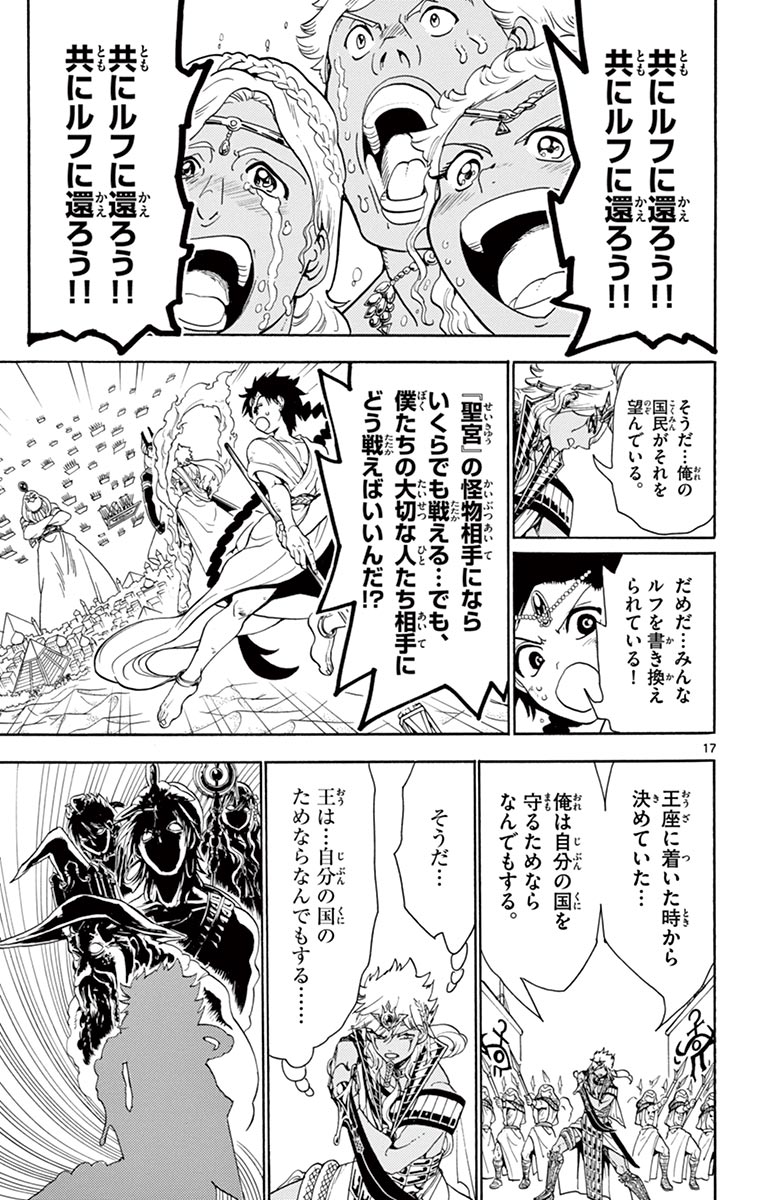 共にルフに還ろう!!
共にルフに還ろう!!
共にルフに還ろう!!
共にルフに還ろう!!
そうだ…俺の
国民がそれを
望んでいる。
だめだ…みんな
ルフを書き換え
られている!
『聖宮』の怪物相手になら
いくらでも戦える…でも、
僕たちの大切な人たち相手に
どう戦えばいいんだ!?
17
王座に着いた時から
決めていた…
俺は自分の国を
守るためなら
なんでもする。
そうだ…
王は…自分の国の
ためならなんでもする……